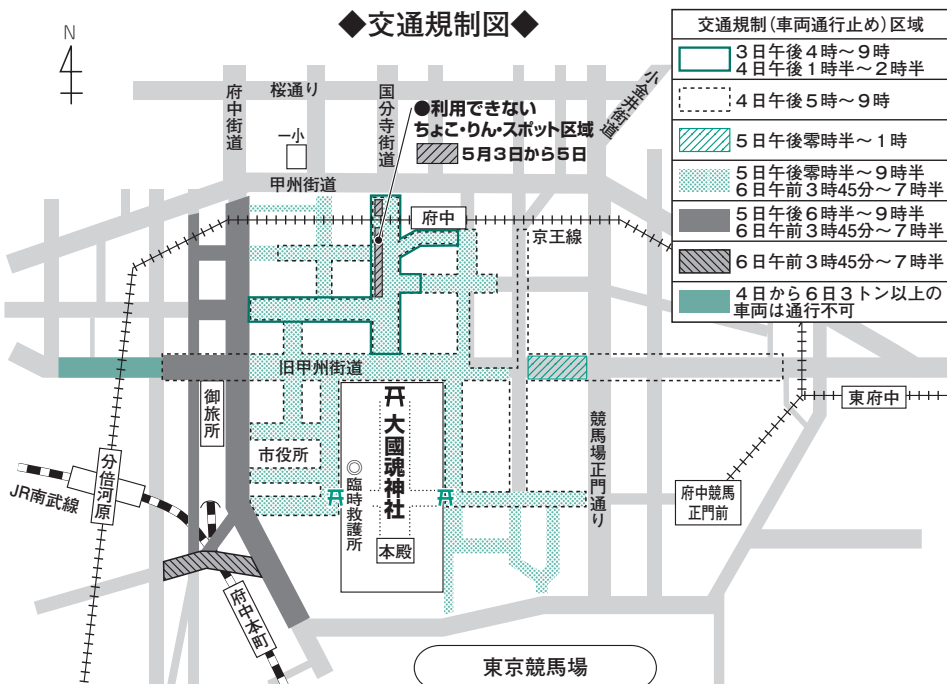 ◆交通規制図◆
N
交通規制(車両通行止め)区域
3日午後4時～9時
4日午後1時半～2時半
4日午後5時～9時
5日午後零時半～1時
5日午後零時半～9時半
6日午前3時45分～7時半
5日午後6時半～9時半
6日午前3時45分～7時半
6日午前3時45分～7時半
4日から6日3トン以上の
車両は通行不可
府中街道
桜通り
国分寺街道
小金井街道
●利用できない
ちょこ・りん・スポット区域
5月3日から5日
一小
甲州街道
府中
京王線
旧甲州街道
東府中
御旅所
市役所
大國魂神社
◎臨時救護所
本殿
競馬場正門通り
府中競馬
正門前
分倍河原
JR南武線
府中本町
東京競馬場